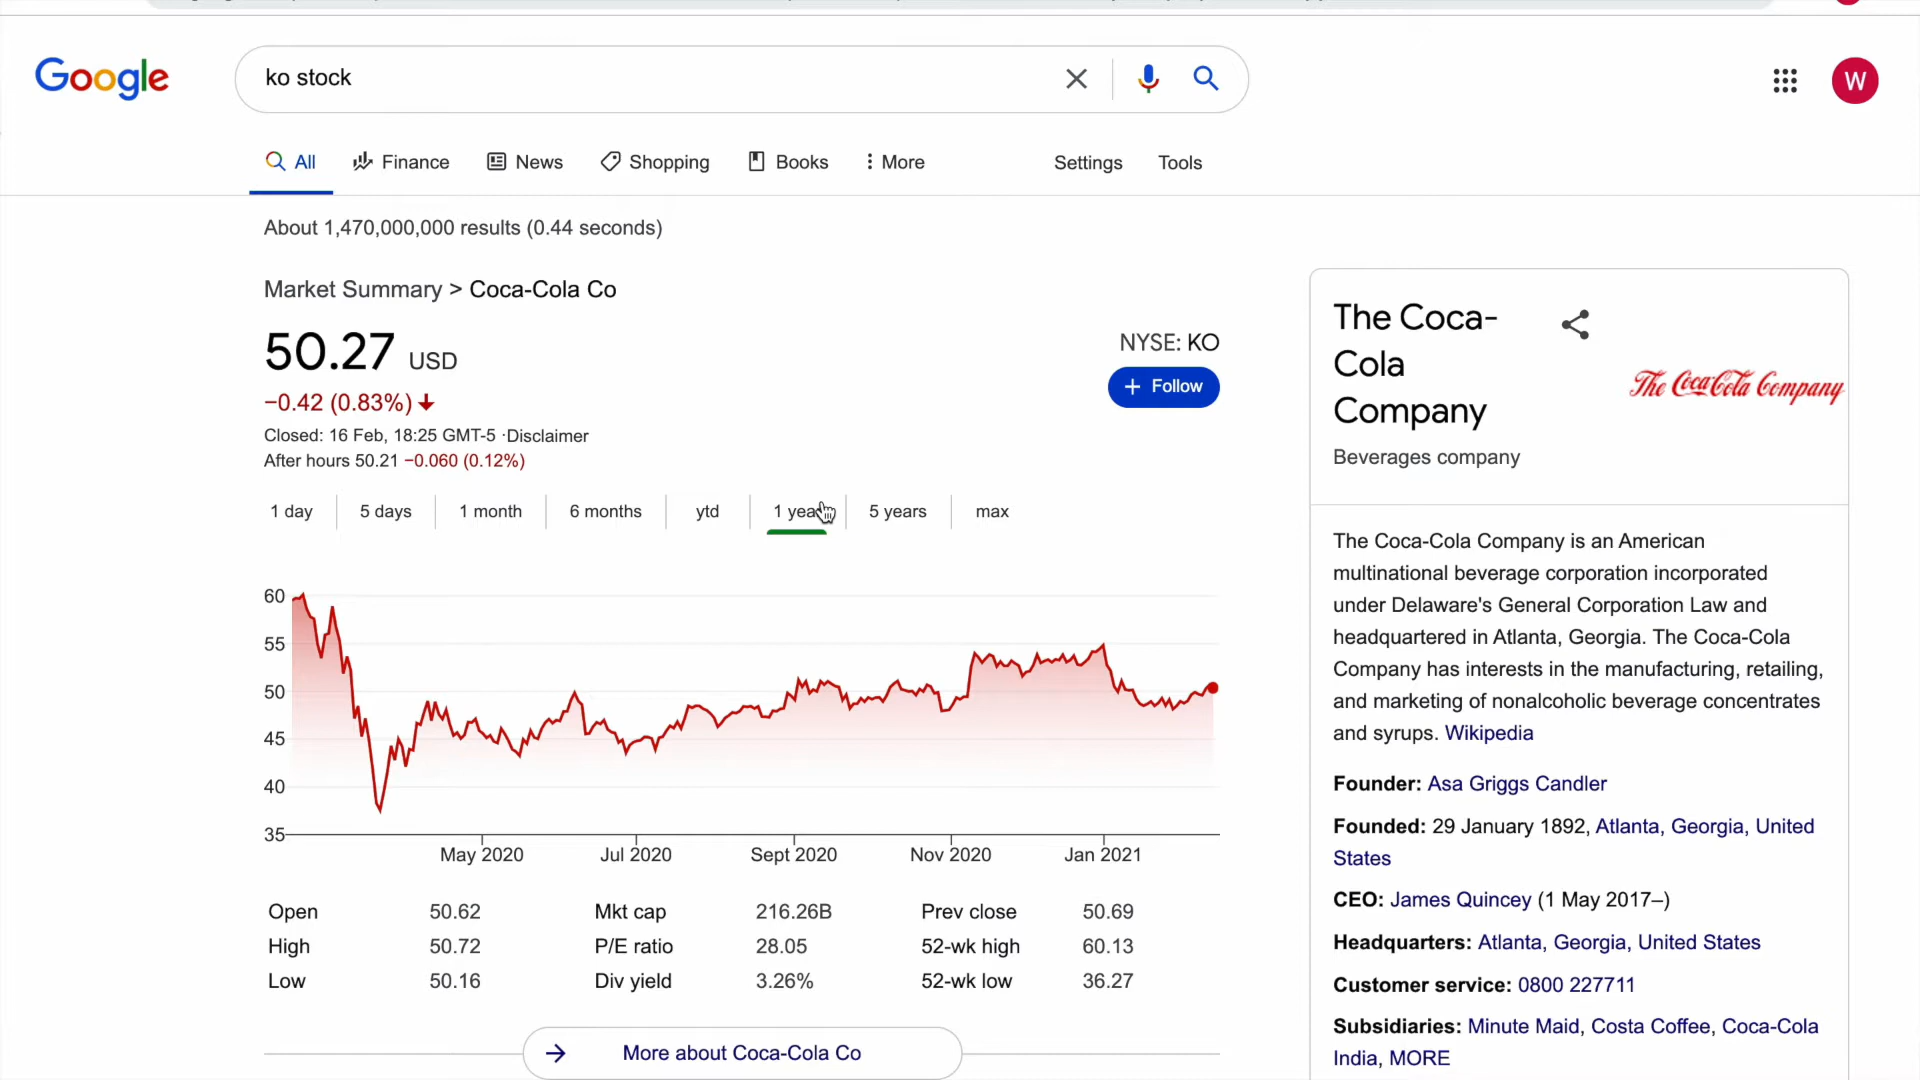 Google
ko stock
W
All
Finance
News
Shopping
Books
More
Settings
Tools
About 1,470,000,000 results (0.44 seconds)
Market Summary > Coca-Cola Co
50.27 USD
−0.42 (0.83%)
Closed: 16 Feb, 18:25 GMT-5 ·Disclaimer
After hours 50.21 −0.060 (0.12%)
NYSE: KO
+ Follow
1 day
5 days
1 month
6 months
ytd
1 year
5 years
max
60
55
50
45
40
35
May 2020
Jul 2020
Sept 2020
Nov 2020
Jan 2021
Open 50.62 Mkt cap 216.26B Prev close 50.69
High 50.72 P/E ratio 28.05 52-wk high 60.13
Low 50.16 Div yield 3.26% 52-wk low 36.27
More about Coca-Cola Co
The Coca-
Cola
Company
The Coca-Cola Company
Beverages company
The Coca-Cola Company is an American
multinational beverage corporation incorporated
under Delaware's General Corporation Law and
headquartered in Atlanta, Georgia. The Coca-Cola
Company has interests in the manufacturing, retailing,
and marketing of nonalcoholic beverage concentrates
and syrups. Wikipedia
Founder: Asa Griggs Candler
Founded: 29 January 1892, Atlanta, Georgia, United
States
CEO: James Quincey (1 May 2017–)
Headquarters: Atlanta, Georgia, United States
Customer service: 0800 227711
Subsidiaries: Minute Maid, Costa Coffee, Coca-Cola
India, MORE